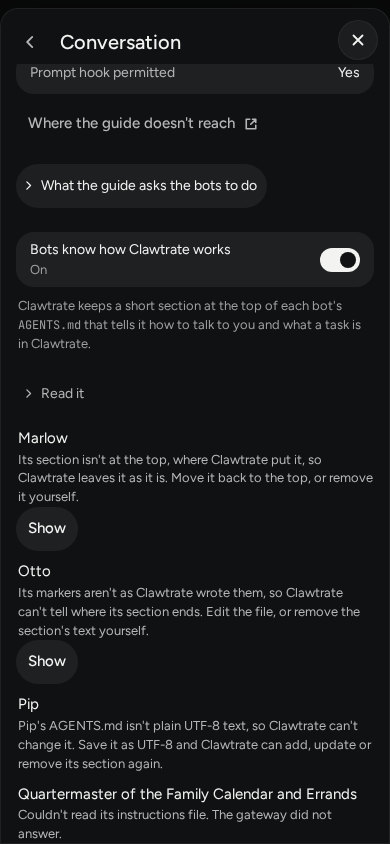 Conversation
Prompt hook permitted Yes
Where the guide doesn't reach
What the guide asks the bots to do
Bots know how Clawtrate works
On
Clawtrate keeps a short section at the top of each bot's
AGENTS.md that tells it how to talk to you and what a task is
in Clawtrate.
Read it
Marlow
Its section isn't at the top, where Clawtrate put it, so
Clawtrate leaves it as it is. Move it back to the top, or remove
it yourself.
Show
Otto
Its markers aren't as Clawtrate wrote them, so Clawtrate
can't tell where its section ends. Edit the file, or remove the
section's text yourself.
Show
Pip
Pip's AGENTS.md isn't plain UTF-8 text, so Clawtrate can't
change it. Save it as UTF-8 and Clawtrate can add, update or
remove its section again.
Quartermaster of the Family Calendar and Errands
Couldn't read its instructions file. The gateway did not
answer.